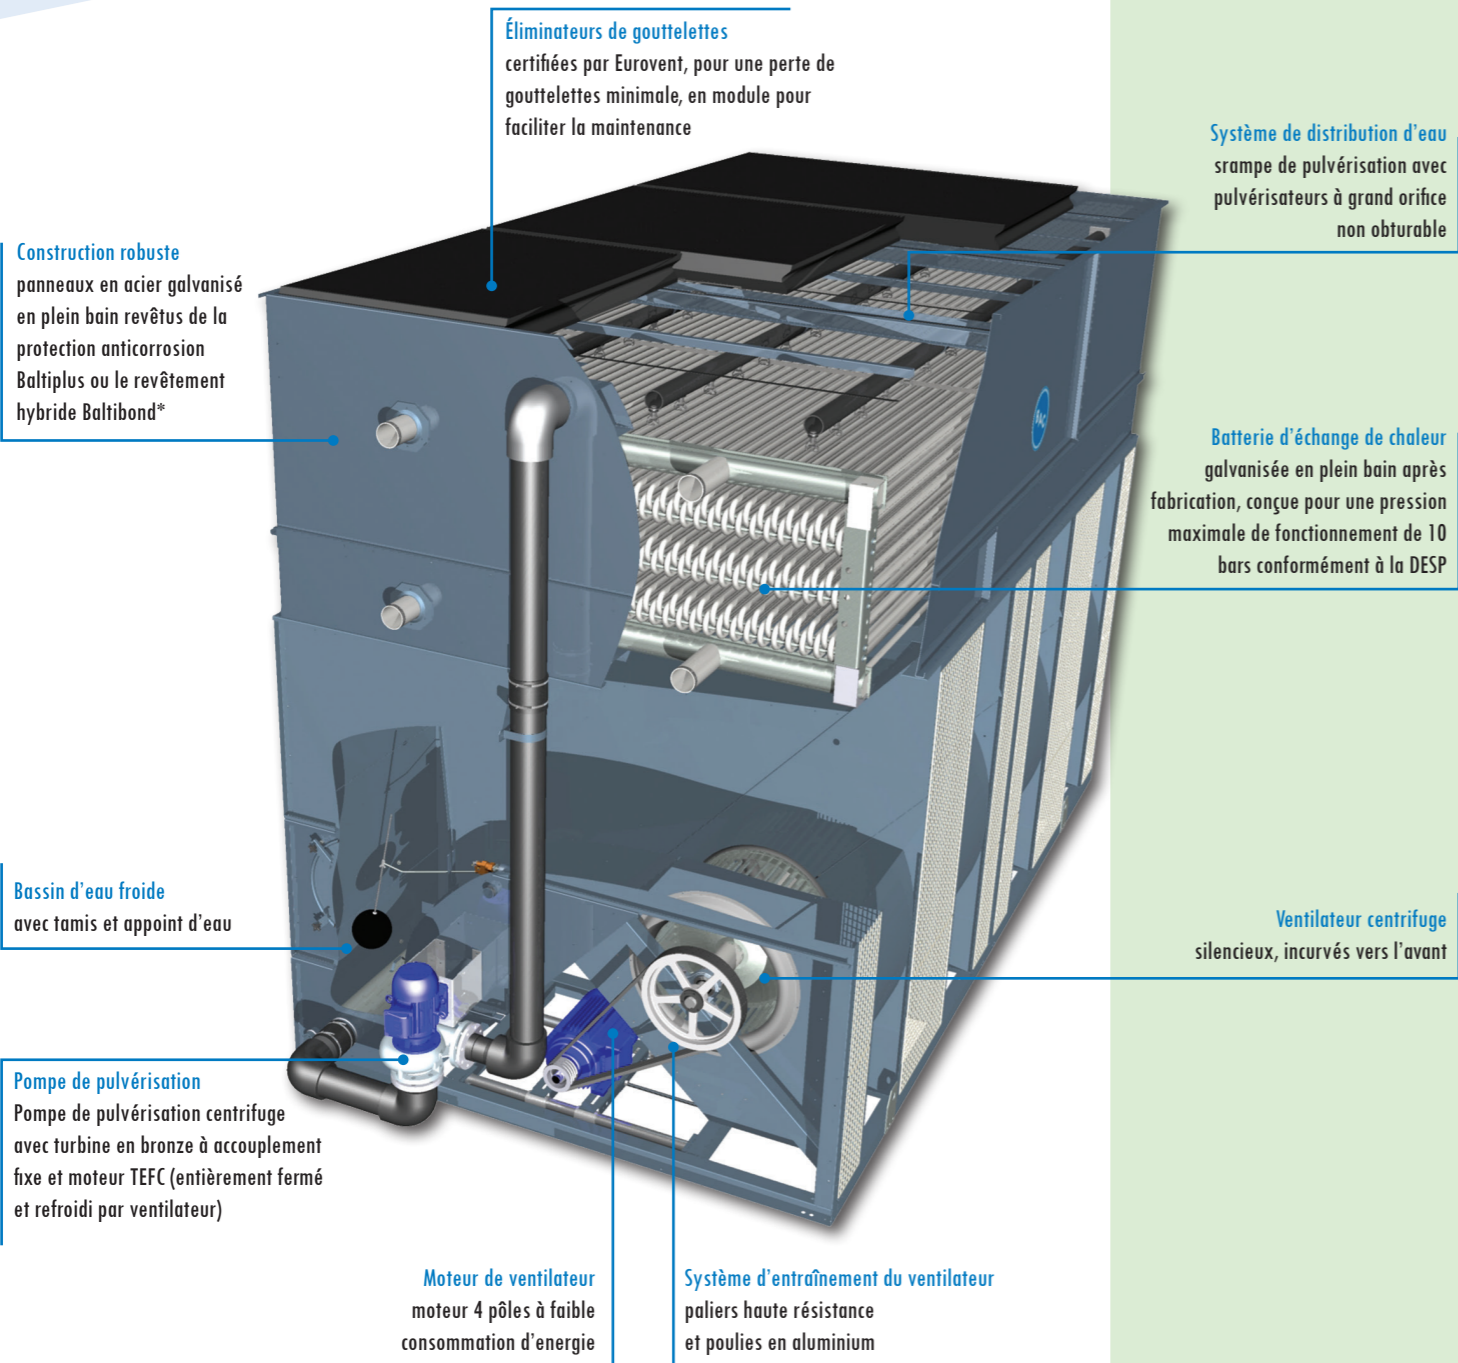 Éliminateurs de gouttelettes
certifiées par Eurovent, pour une perte de
gouttelettes minimale, en module pour
faciliter la maintenance
Système de distribution d'eau
srampe de pulvérisation avec
pulvérisateurs à grand orifice
non obturable
Construction robuste
panneaux en acier galvanisé
en plein bain revêtus de la
protection anticorrosion
Baltiplus ou le revêtement
hybride Baltibond*
BAC
Batterie d'échange de chaleur
galvanisée en plein bain après
fabrication, conçue pour une pression
maximale de fonctionnement de 10
bars conformément à la DESP
Bassin d'eau froide
avec tamis et appoint d'eau
Ventilateur centrifuge
silencieux, incurvés vers l'avant
Pompe de pulvérisation
Pompe de pulvérisation centrifuge
avec turbine en bronze à accouplement
fixe et moteur TEFC (entièrement fermé
et refroidi par ventilateur)
Moteur de ventilateur
moteur 4 pôles à faible
consommation d'energie
Système d'entraînement du ventilateur
paliers haute résistance
et poulies en aluminium